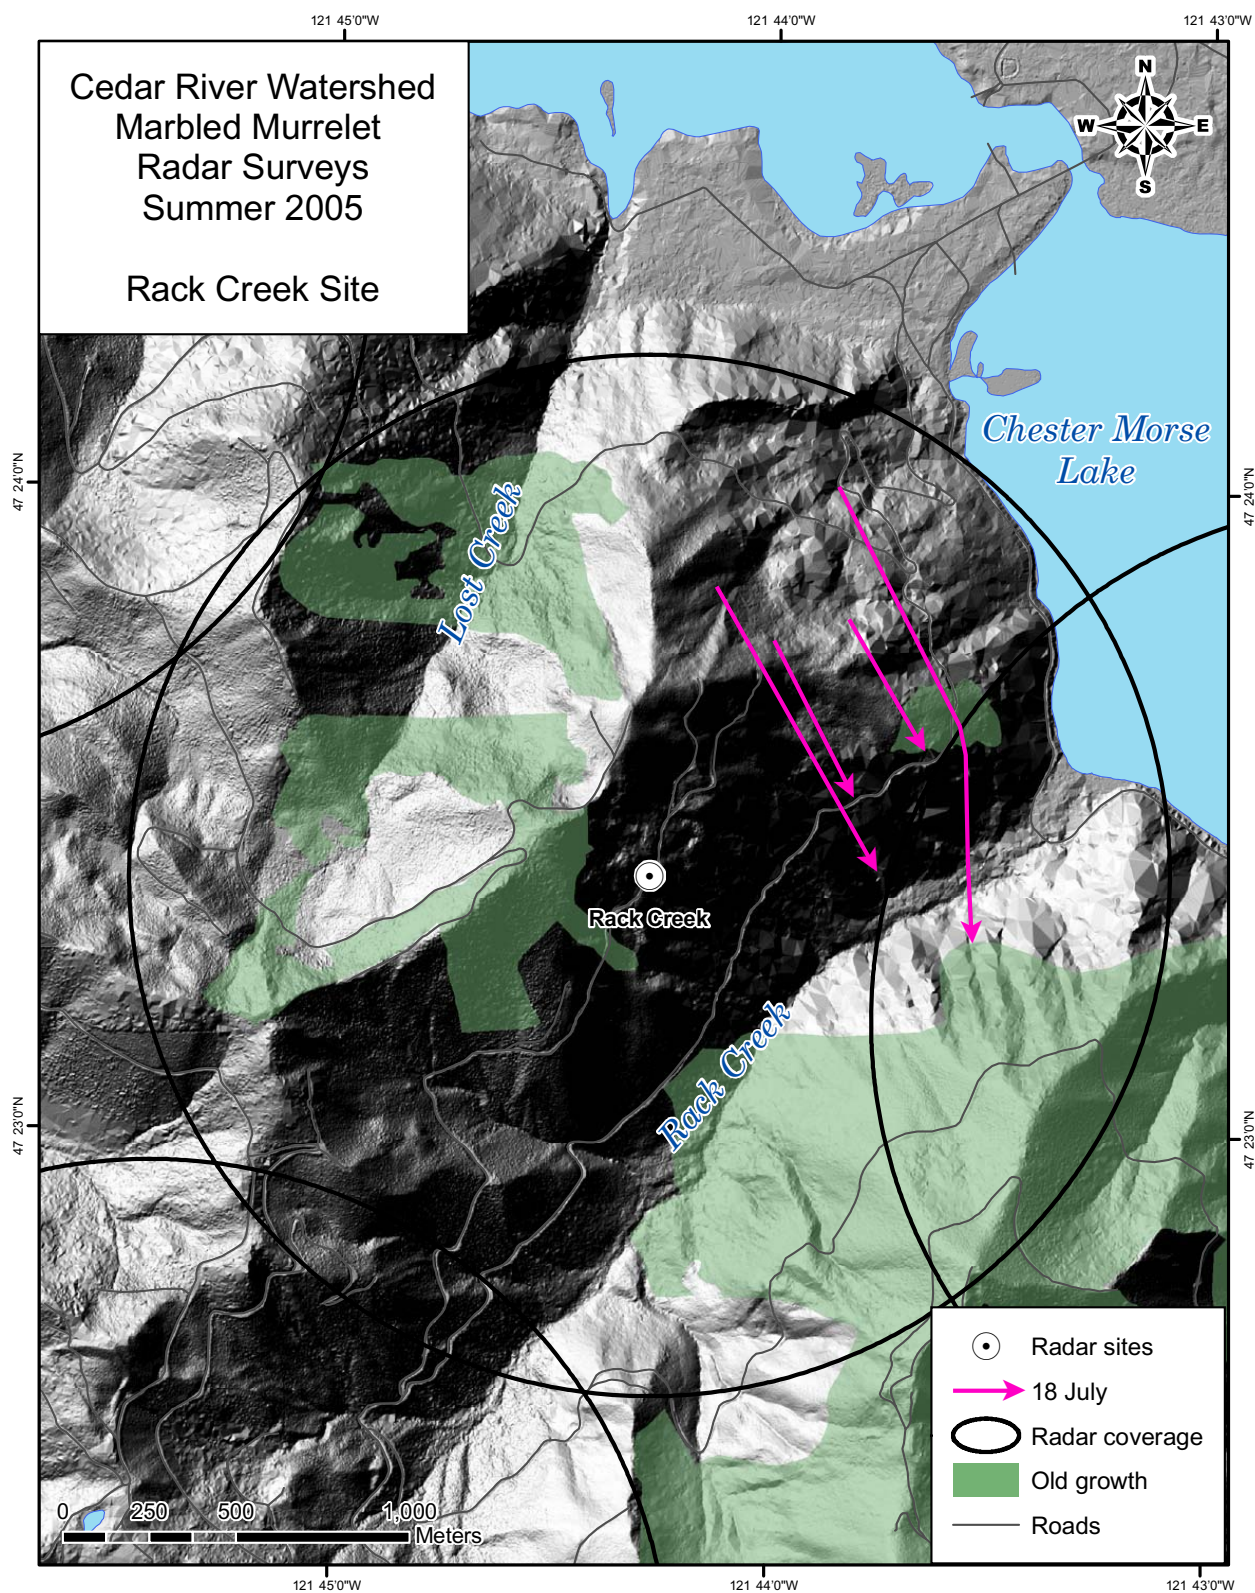 121 45'0"W
121 44'0"W
121 43'0"W
Cedar River Watershed
Marbled Murrelet
Radar Surveys
Summer 2005
Rack Creek Site
N
W
E
S
Chester Morse
Lake
47 24'0"N
47 24'0"N
Lost Creek
Rack Creek
Rack Creek
47 23'0"N
47 23'0"N
Radar sites
18 July
Radar coverage
Old growth
Roads
0 250 500 1,000
Meters
121 45'0"W
121 44'0"W
121 43'0"W